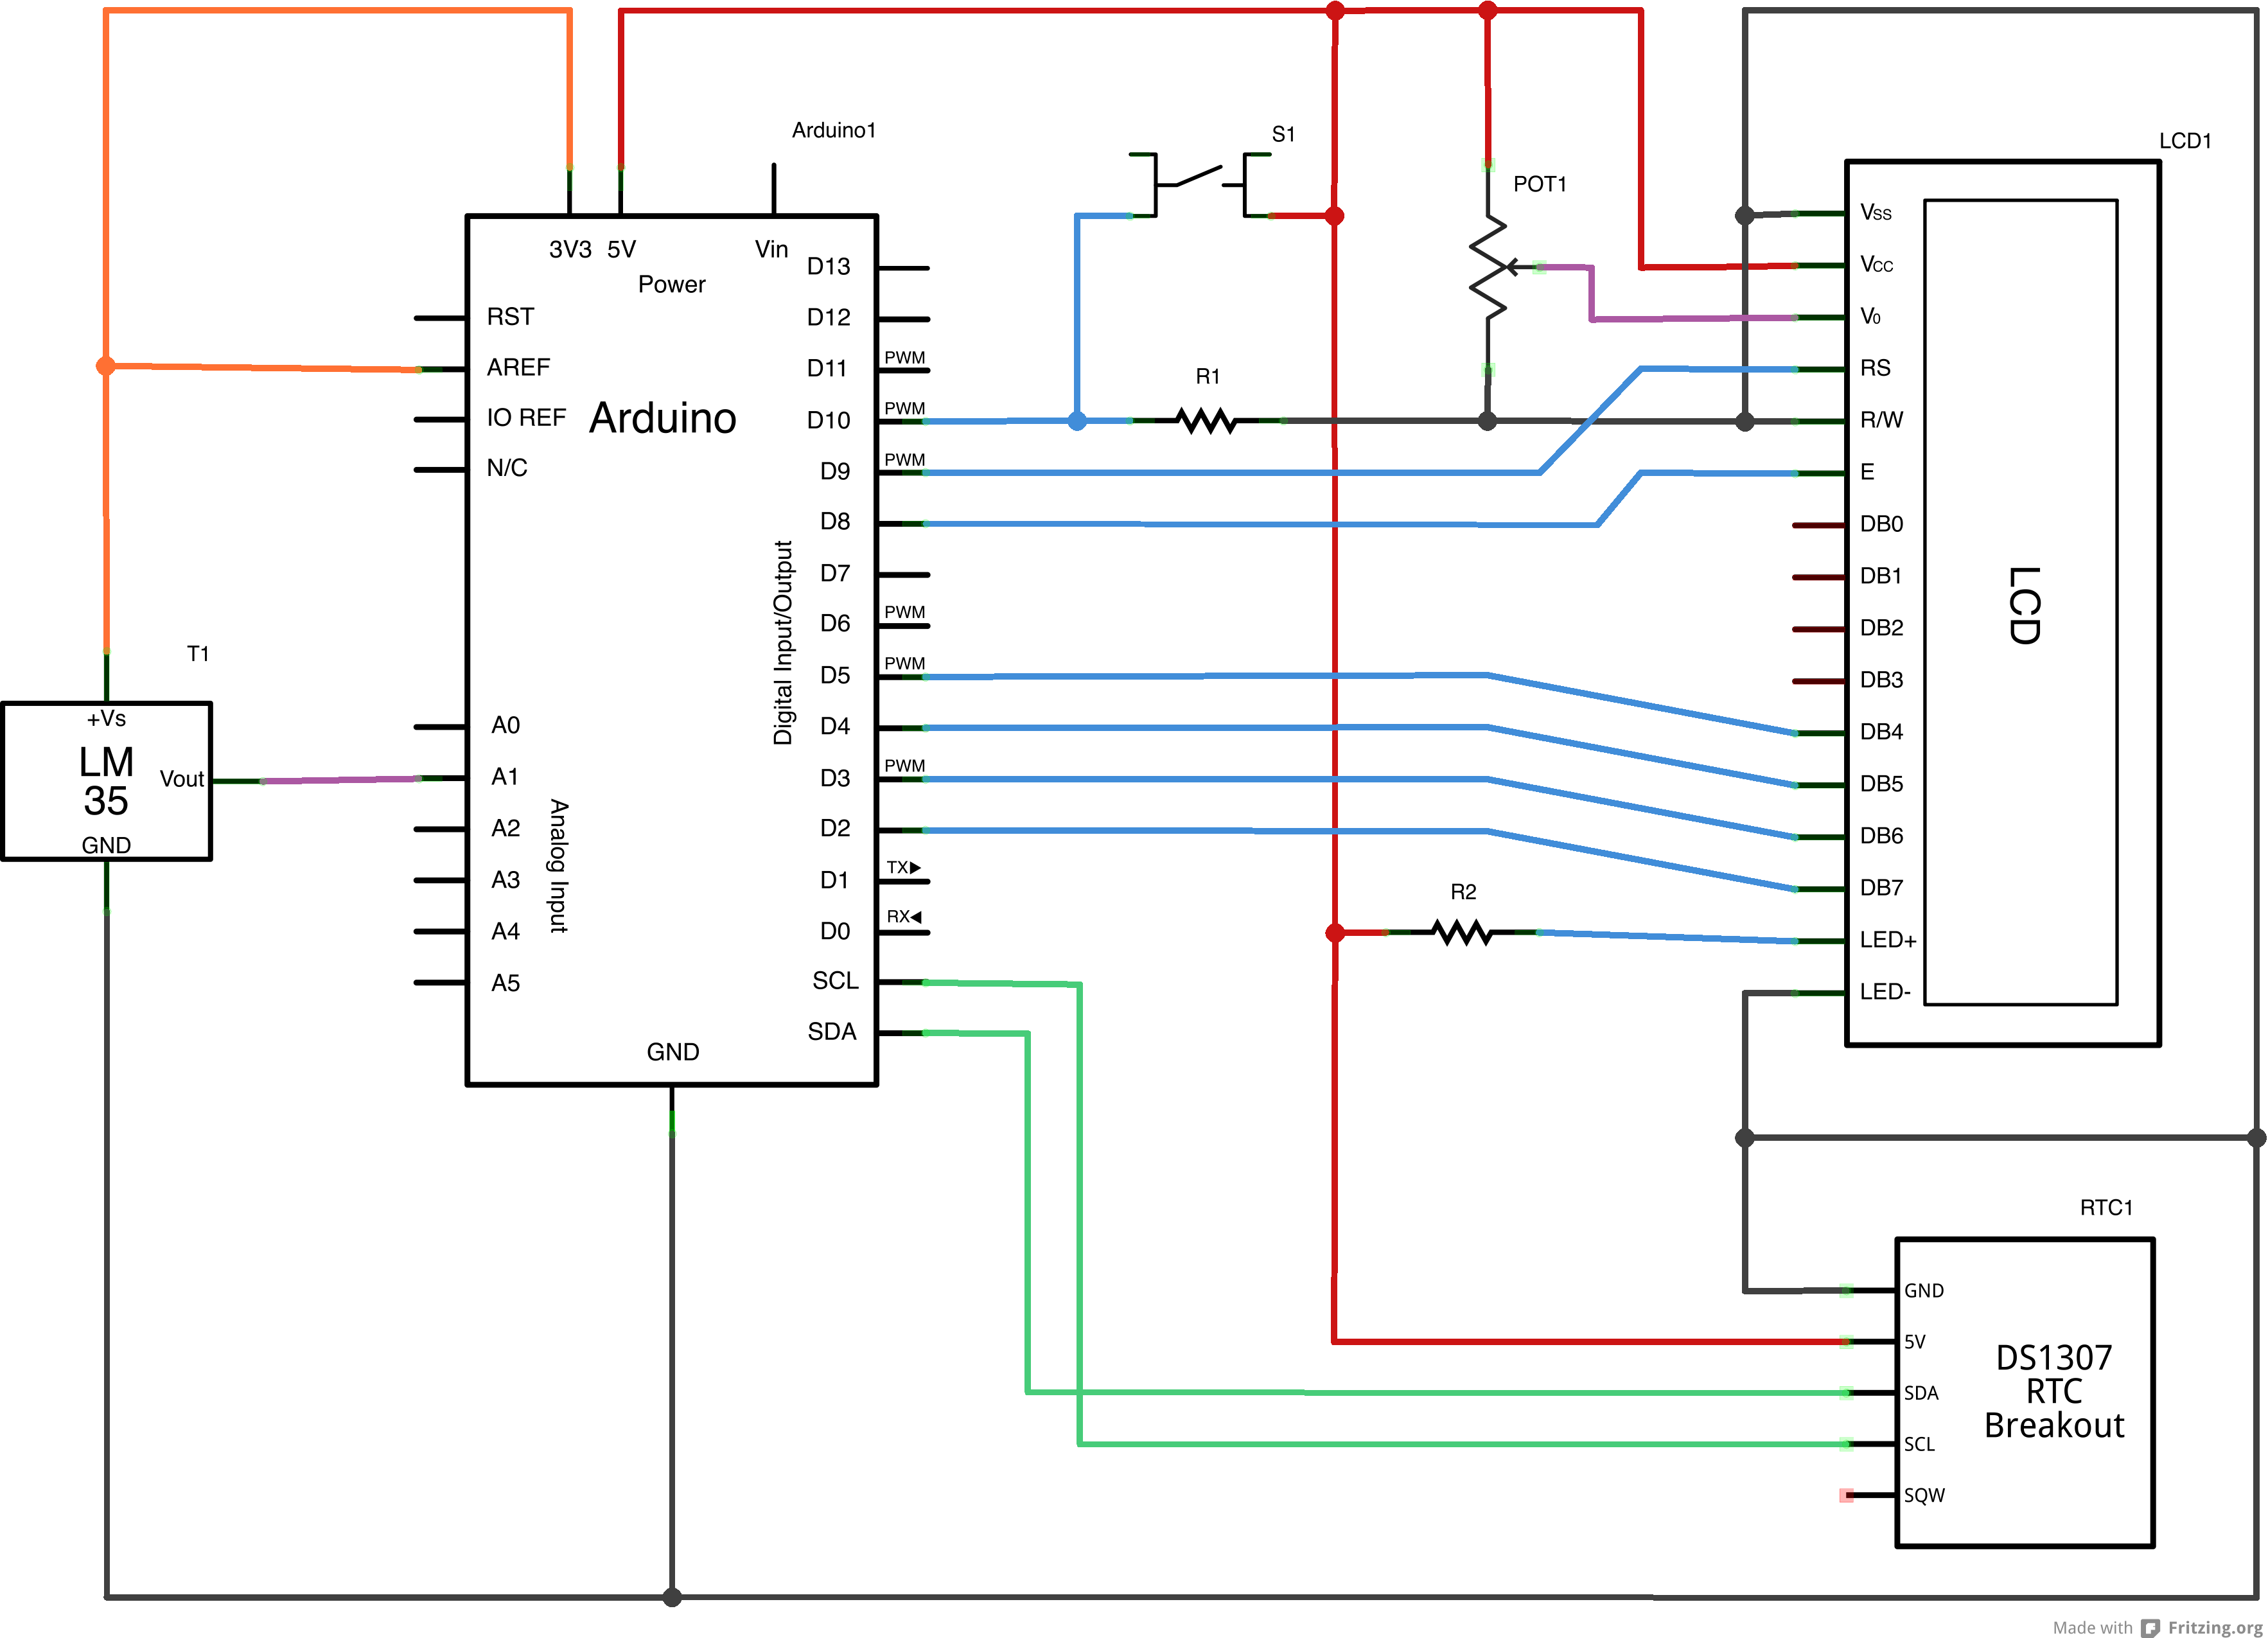 Arduino1
3V3 5V Vin
Power
RST
AREF
IO REF
N/C
Arduino
A0
A1
A2
A3
A4
A5
Analog Input
GND
Digital Input/Output
D13
D12
D11 PWM
D10 PWM
D9 PWM
D8
D7
D6 PWM
D5 PWM
D4
D3 PWM
D2
D1 TX▶
D0 RX◀
SCL
SDA
T1
+Vs
LM
35
Vout
GND
S1
R1
POT1
R2
LCD1
VSS
VCC
V0
RS
R/W
E
DB0
DB1
DB2
DB3
DB4
DB5
DB6
DB7
LED+
LED-
LCD
RTC1
GND
5V
SDA
SCL
SQW
DS1307
RTC
Breakout
Made with Fritzing.org